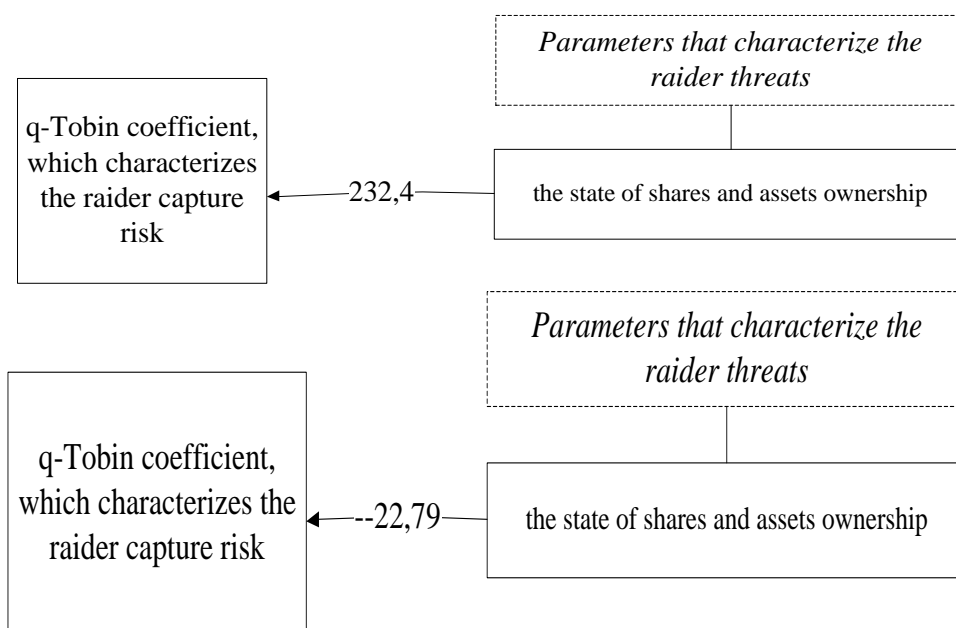 Parameters that characterize the
raider threats
q-Tobin coefficient,
which characterizes
the raider capture
risk
232,4
the state of shares and assets ownership
Parameters that characterize the
raider threats
q-Tobin coefficient,
which characterizes the
raider capture risk
--22,79
the state of shares and assets ownership